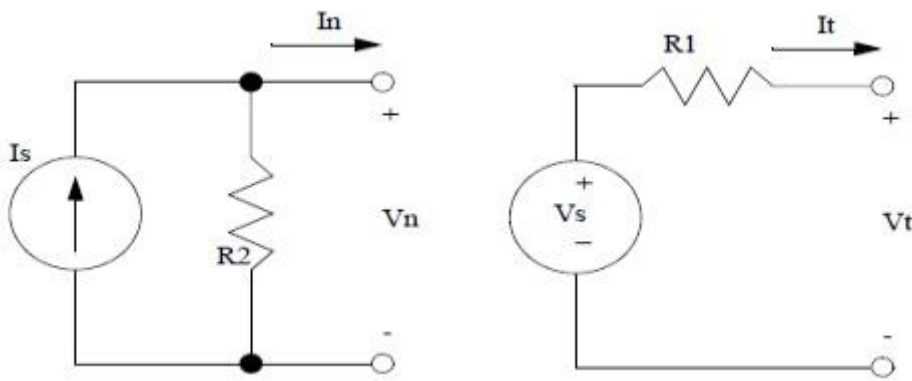 In
It
R1
+
+
Is
+
Vs
−
Vn
Vt
R2
-
-